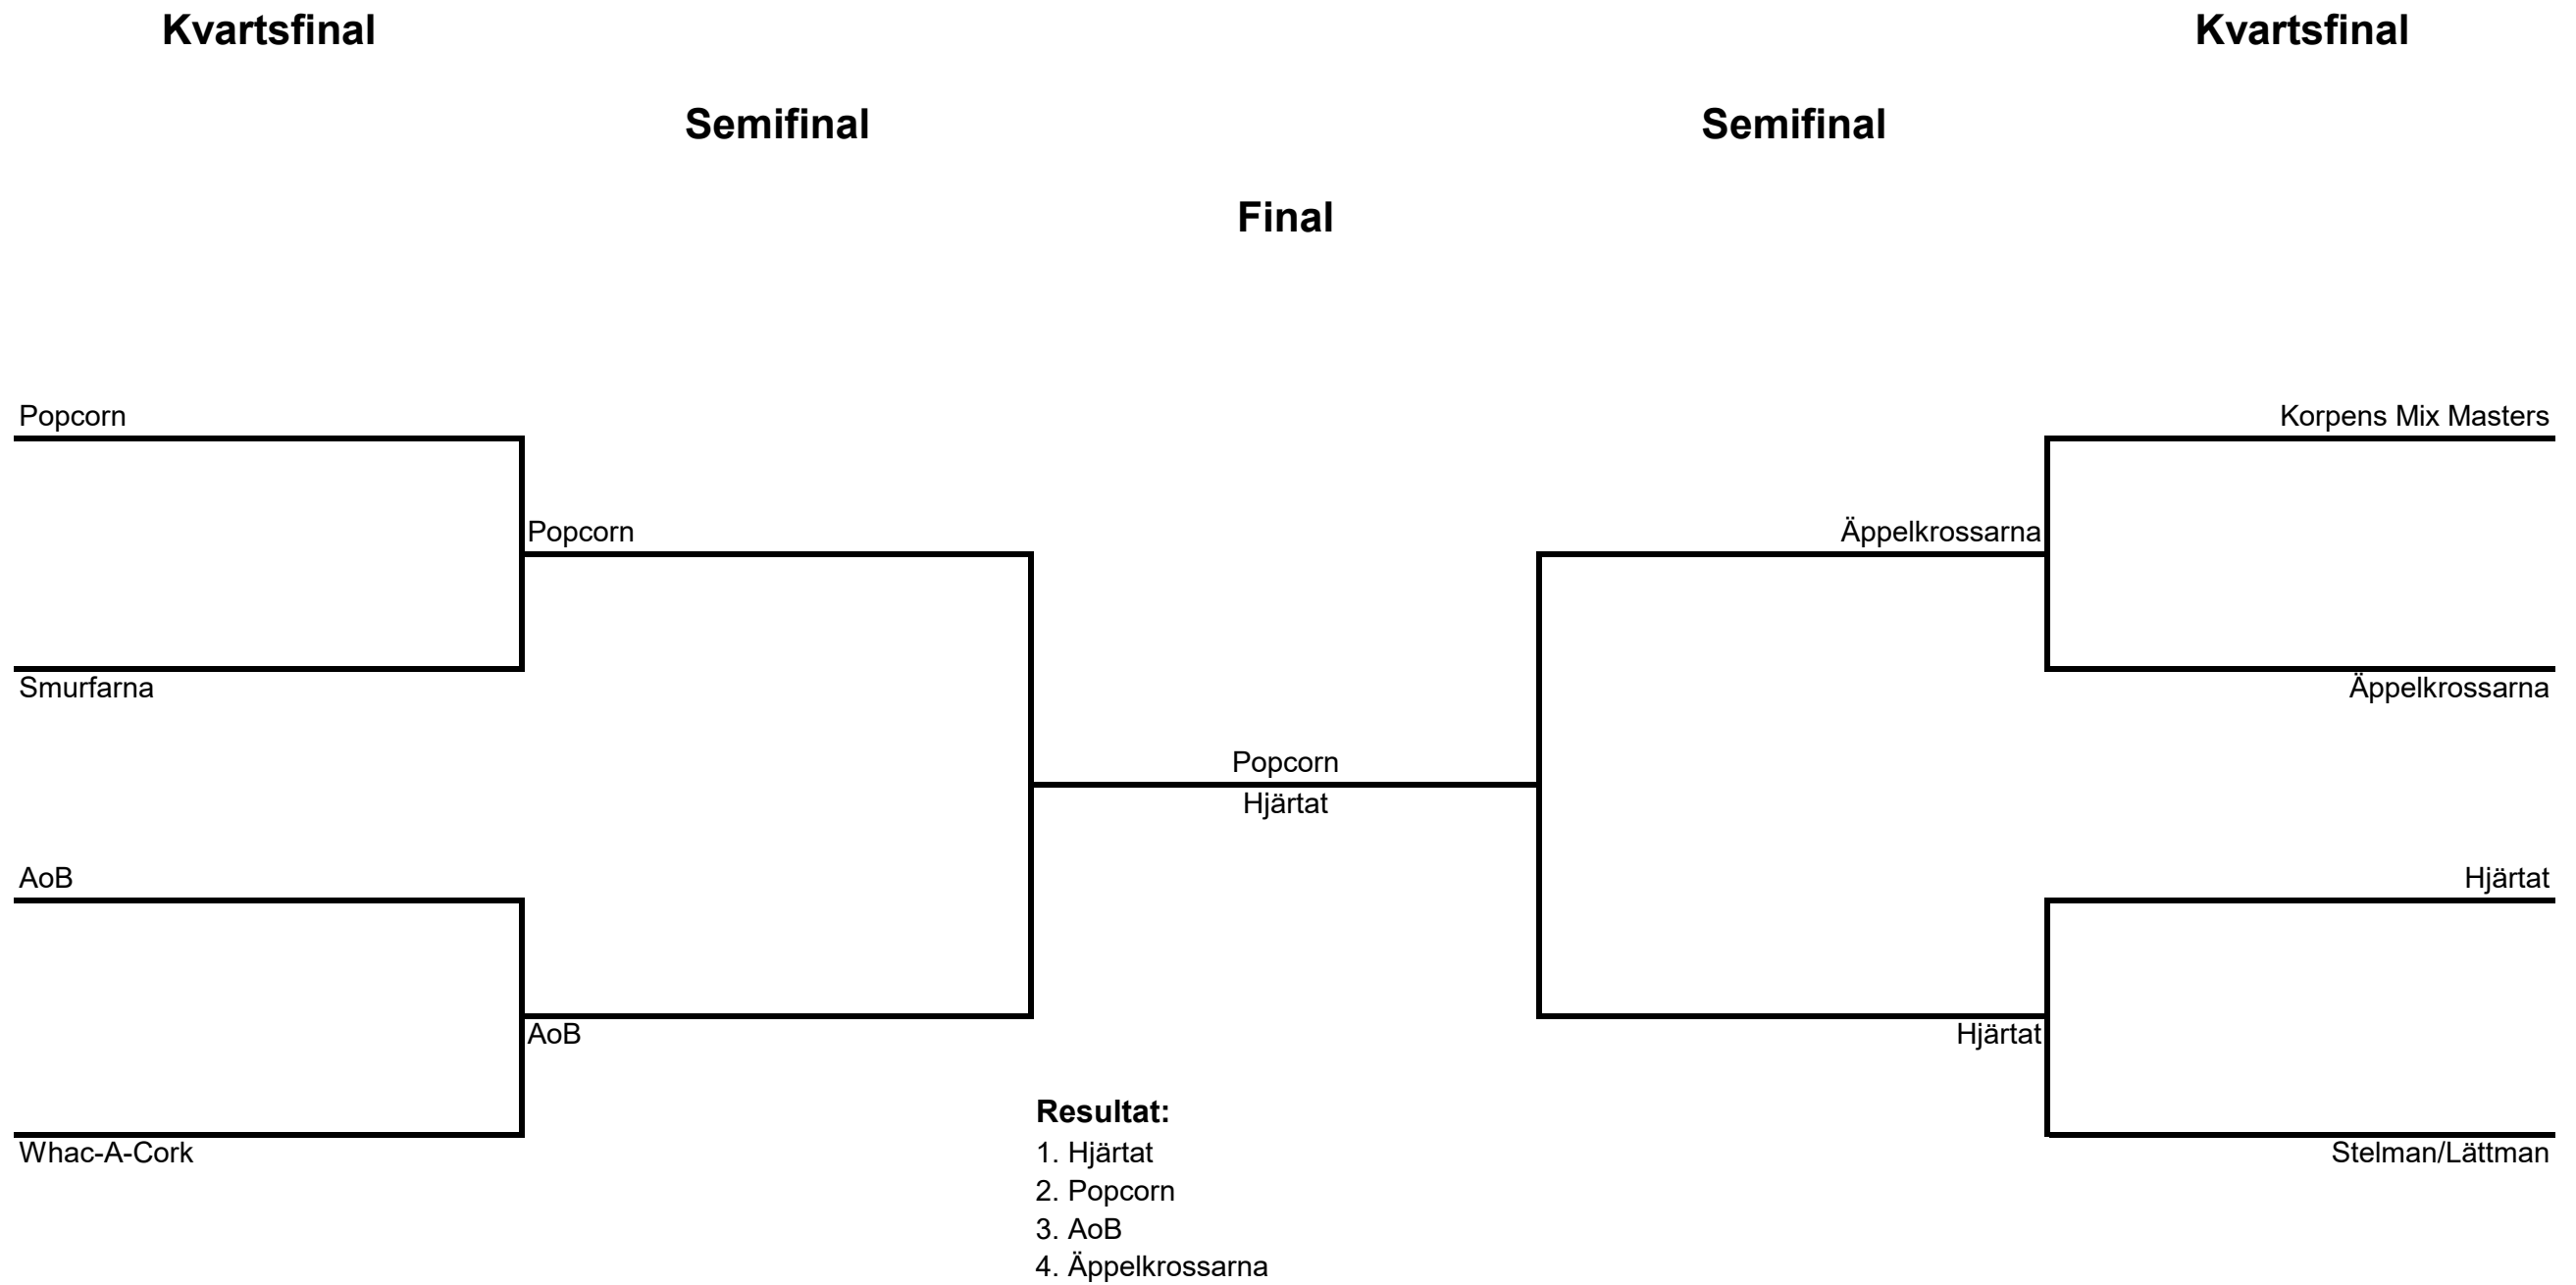 Kvartsfinal
Kvartsfinal
Semifinal
Semifinal
Final
Popcorn
Korpens Mix Masters
Popcorn
Äppelkrossarna
Smurfarna
Äppelkrossarna
Popcorn
Hjärtat
AoB
Hjärtat
AoB
Hjärtat
Whac-A-Cork
Stelman/Lättman
Resultat:
1. Hjärtat
2. Popcorn
3. AoB
4. Äppelkrossarna